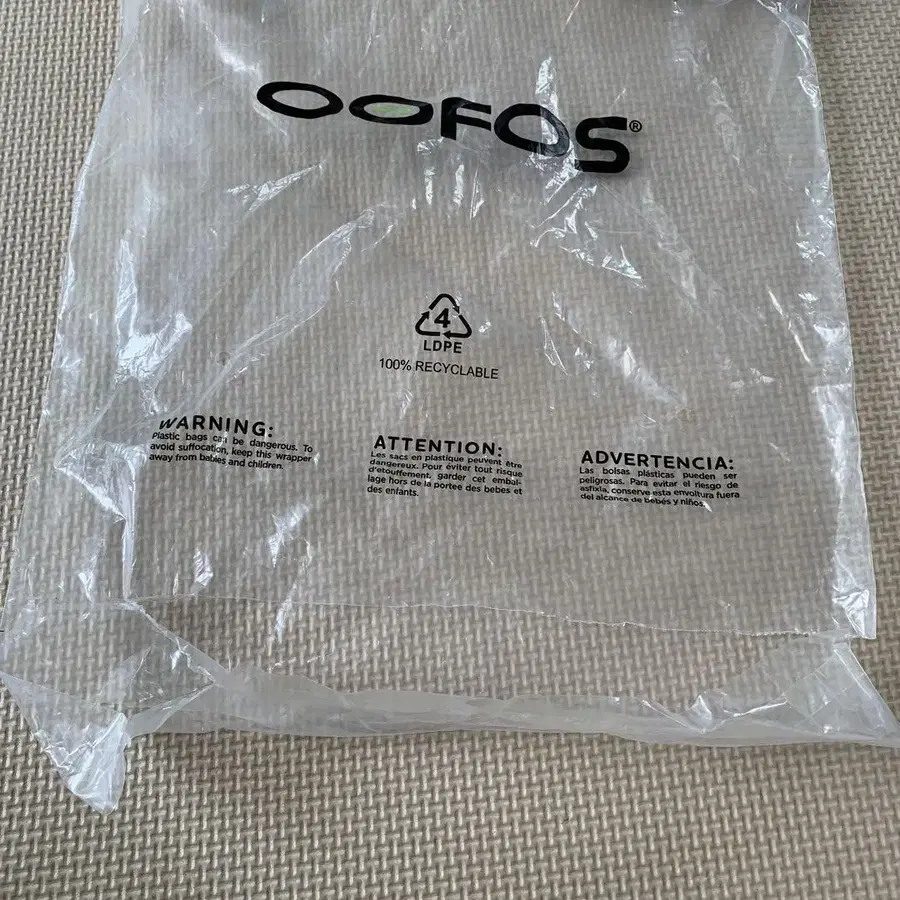 OOFOS®
4
LDPE
100% RECYCLABLE
WARNING:
Plastic bags can be dangerous. To
avoid suffocation, keep this wrapper
away from babies and children.
ATTENTION:
Les sacs en plastique peuvent être
dangereux. Pour éviter tout risque
d'etouffement, garder cet embal-
lage hors de la portee des bebes et
des enfants.
ADVERTENCIA:
Las bolsas plásticas pueden ser
peligrosas. Para evitar el riesgo de
asfixia, conserve esta envoltura fuera
del alcance de bebés y niños.